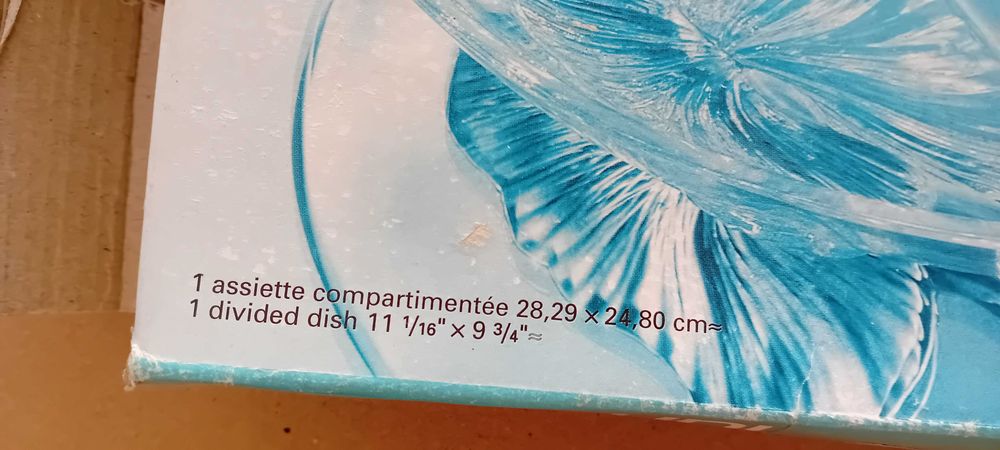 1 assiette compartimentée 28,29 × 24,80 cm≈
1 divided dish 11 1/16" × 9 3/4"≈